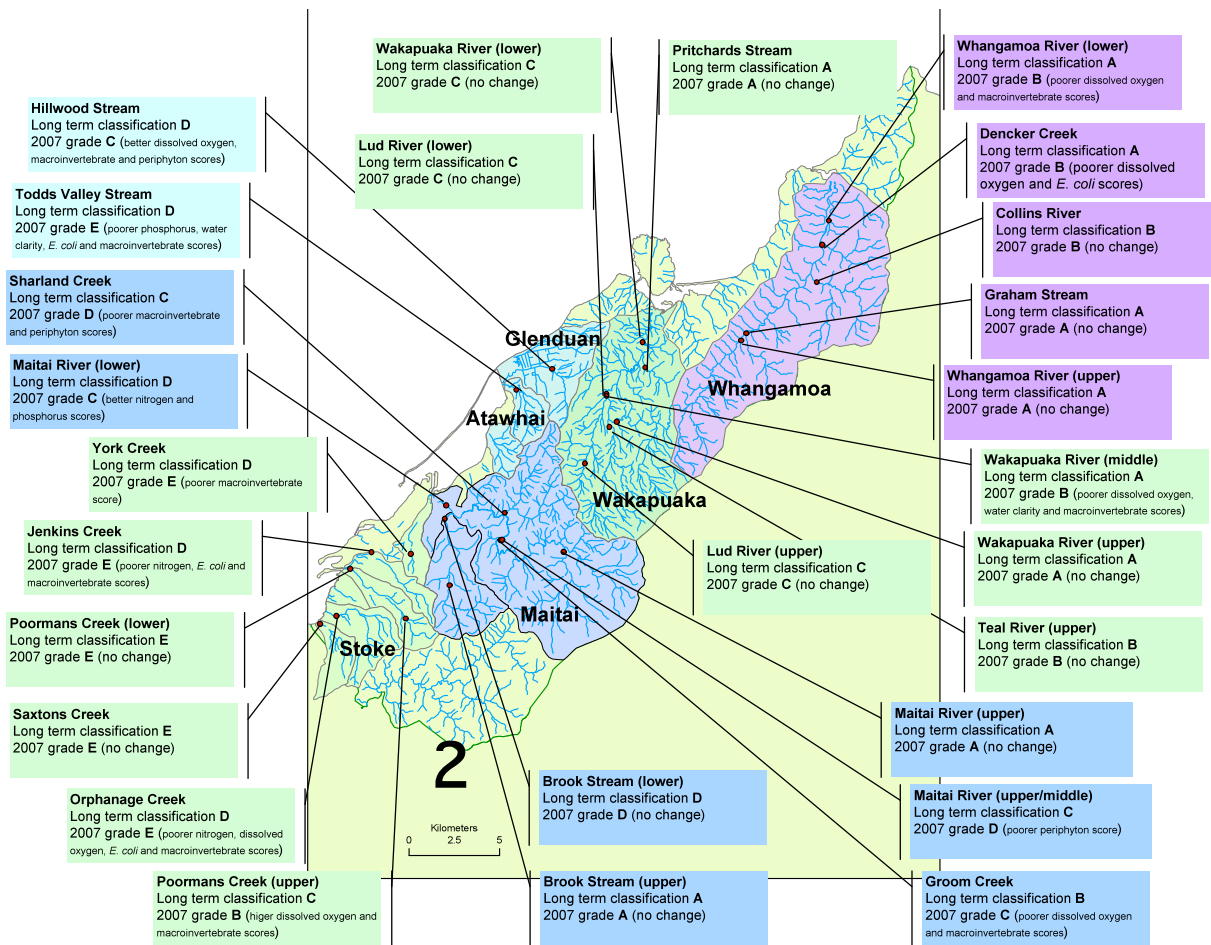 Wakapuaka River (lower)
Long term classification C
2007 grade C (no change)
Pritchards Stream
Long term classification A
2007 grade A (no change)
Whangamoa River (lower)
Long term classification A
2007 grade B (poorer dissolved oxygen
and macroinvertebrate scores)
Hillwood Stream
Long term classification D
2007 grade C (better dissolved oxygen,
macroinvertebrate and periphyton scores)
Lud River (lower)
Long term classification C
2007 grade C (no change)
Dencker Creek
Long term classification A
2007 grade B (poorer dissolved
oxygen and E. coli scores)
Todds Valley Stream
Long term classification D
2007 grade E (poorer phosphorus, water
clarity, E. coli and macroinvertebrate scores)
Collins River
Long term classification B
2007 grade B (no change)
Sharland Creek
Long term classification C
2007 grade D (poorer macroinvertebrate
and periphyton scores)
Graham Stream
Long term classification A
2007 grade A (no change)
Maitai River (lower)
Long term classification D
2007 grade C (better nitrogen and
phosphorus scores)
Whangamoa River (upper)
Long term classification A
2007 grade A (no change)
Glenduan
Whangamoa
Atawhai
Wakapuaka
Maitai
Stoke
York Creek
Long term classification D
2007 grade E (poorer macroinvertebrate
score)
Wakapuaka River (middle)
Long term classification A
2007 grade B (poorer dissolved oxygen,
water clarity and macroinvertebrate scores)
Jenkins Creek
Long term classification D
2007 grade E (poorer nitrogen, E. coli and
macroinvertebrate scores)
Lud River (upper)
Long term classification C
2007 grade C (no change)
Wakapuaka River (upper)
Long term classification A
2007 grade A (no change)
Poormans Creek (lower)
Long term classification E
2007 grade E (no change)
Teal River (upper)
Long term classification B
2007 grade B (no change)
Saxtons Creek
Long term classification E
2007 grade E (no change)
Maitai River (upper)
Long term classification A
2007 grade A (no change)
2
Kilometers
0 2.5 5
Orphanage Creek
Long term classification D
2007 grade E (poorer nitrogen, dissolved
oxygen, E. coli and macroinvertebrate scores)
Brook Stream (lower)
Long term classification D
2007 grade D (no change)
Maitai River (upper/middle)
Long term classification C
2007 grade D (poorer periphyton score)
Poormans Creek (upper)
Long term classification C
2007 grade B (higer dissolved oxygen and
macroinvertebrate scores)
Brook Stream (upper)
Long term classification A
2007 grade A (no change)
Groom Creek
Long term classification B
2007 grade C (poorer dissolved oxygen
and macroinvertebrate scores)